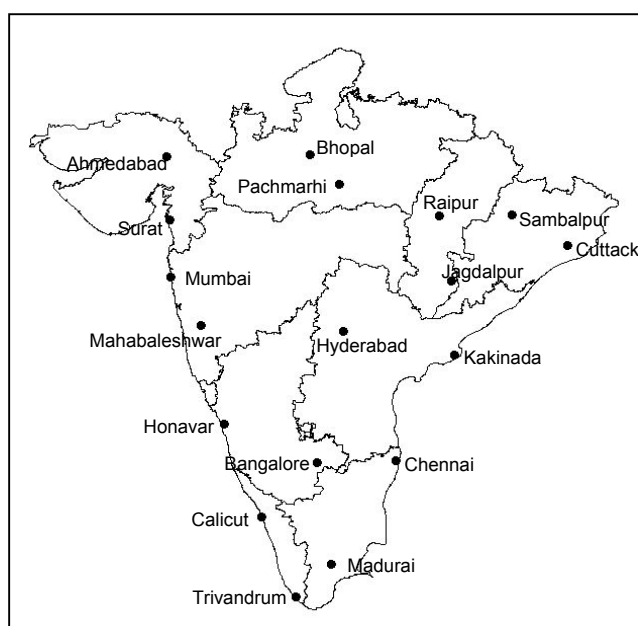 Bhopal
Ahmedabad
Pachmarhi
Raipur
Sambalpur
Surat
Cuttack
Mumbai
Jagdalpur
Mahabaleshwar
Hyderabad
Kakinada
Honavar
Bangalore
Chennai
Calicut
Madurai
Trivandrum